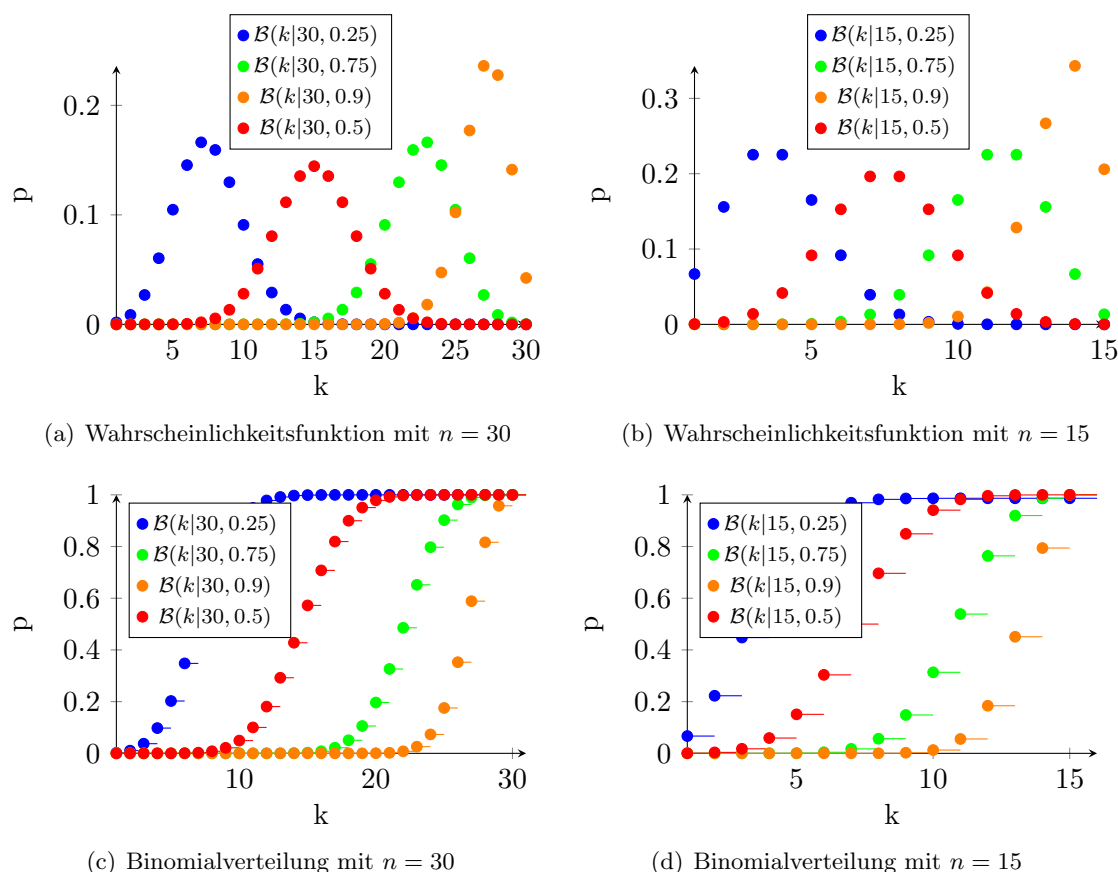 B(k|30, 0.25)
B(k|30, 0.75)
B(k|30, 0.9)
B(k|30, 0.5)
0.2
0.1
0
p
5 10 15 20 25 30
k
(a) Wahrscheinlichkeitsfunktion mit n = 30
B(k|15, 0.25)
B(k|15, 0.75)
B(k|15, 0.9)
B(k|15, 0.5)
0.3
0.2
0.1
0
p
5 10 15
k
(b) Wahrscheinlichkeitsfunktion mit n = 15
B(k|30, 0.25)
B(k|30, 0.75)
B(k|30, 0.9)
B(k|30, 0.5)
1
0.8
0.6
0.4
0.2
0
p
10 20 30
k
(c) Binomialverteilung mit n = 30
B(k|15, 0.25)
B(k|15, 0.75)
B(k|15, 0.9)
B(k|15, 0.5)
1
0.8
0.6
0.4
0.2
0
p
5 10 15
k
(d) Binomialverteilung mit n = 15